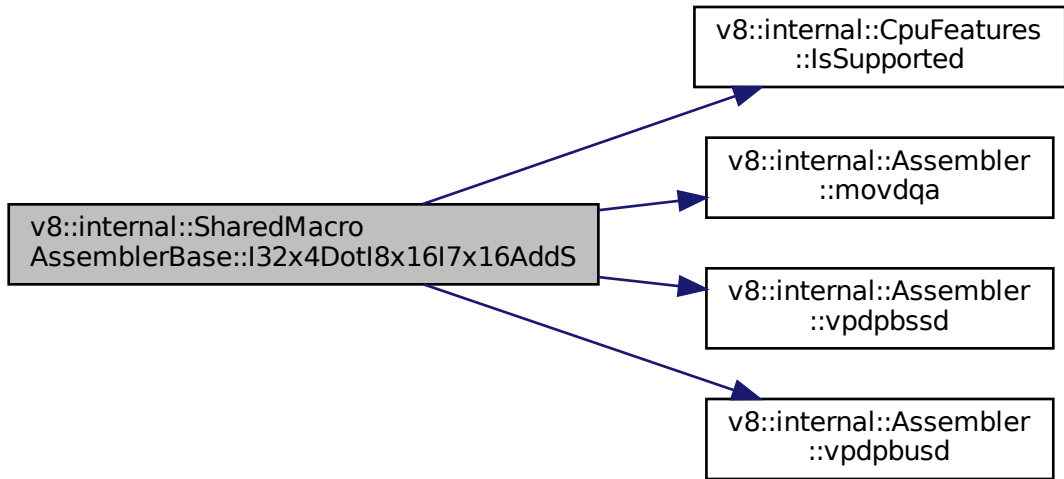 v8::internal::SharedMacro
AssemblerBase::I32x4DotI8x16I7x16AddS
v8::internal::CpuFeatures
::IsSupported
v8::internal::Assembler
::movdqa
v8::internal::Assembler
::vpdpbssd
v8::internal::Assembler
::vpdpbusd